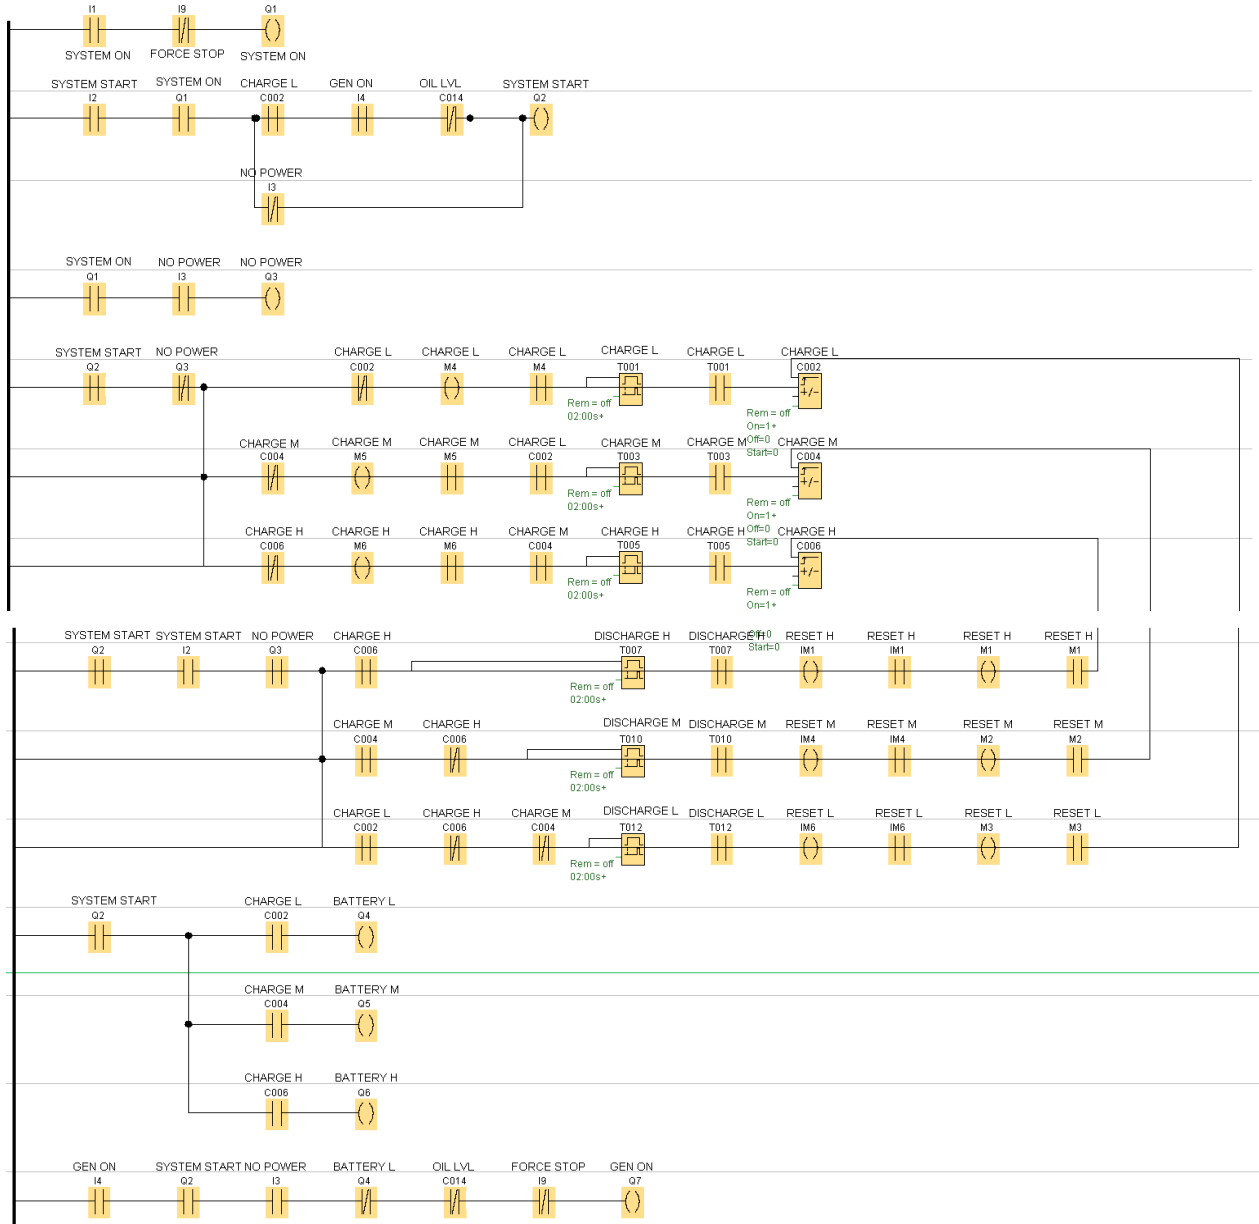 I1 I9 Q1
SYSTEM ON FORCE STOP SYSTEM ON
SYSTEM START SYSTEM ON CHARGE L GEN ON OIL LVL SYSTEM START
I2 Q1 C002 I4 C014 Q2
NO POWER
I3
SYSTEM ON NO POWER NO POWER
Q1 I3 Q3
SYSTEM START NO POWER CHARGE L CHARGE L CHARGE L CHARGE L CHARGE L CHARGE L
Q2 Q3 C002 M4 M4 T001 T001 C002
+/-
Rem = off
02:00s+
Rem = off
On=1+
Off=0
Start=0
CHARGE M CHARGE M CHARGE M CHARGE L CHARGE M CHARGE M CHARGE M
C004 M5 M5 C002 T003 T003 C004
+/-
Rem = off
02:00s+
Rem = off
On=1+
Off=0
Start=0
CHARGE H CHARGE H CHARGE H CHARGE M CHARGE H CHARGE H CHARGE H
C006 M6 M6 C004 T005 T005 C006
+/-
Rem = off
02:00s+
Rem = off
On=1+
Off=0
Start=0
SYSTEM START SYSTEM START NO POWER CHARGE H DISCHARGE H DISCHARGE H RESET H RESET H RESET H RESET H
Q2 I2 Q3 C006 T007 T007 IM1 IM1 M1 M1
Rem = off
02:00s+
CHARGE M CHARGE H DISCHARGE M DISCHARGE M RESET M RESET M RESET M RESET M
C004 C006 T010 T010 IM4 IM4 M2 M2
Rem = off
02:00s+
CHARGE L CHARGE H CHARGE M DISCHARGE L DISCHARGE L RESET L RESET L RESET L RESET L
C002 C006 C004 T012 T012 IM6 IM6 M3 M3
Rem = off
02:00s+
SYSTEM START CHARGE L BATTERY L
Q2 C002 Q4
CHARGE M BATTERY M
C004 Q5
CHARGE H BATTERY H
C006 Q6
GEN ON SYSTEM START NO POWER BATTERY L OIL LVL FORCE STOP GEN ON
I4 Q2 I3 Q4 C014 I9 Q7